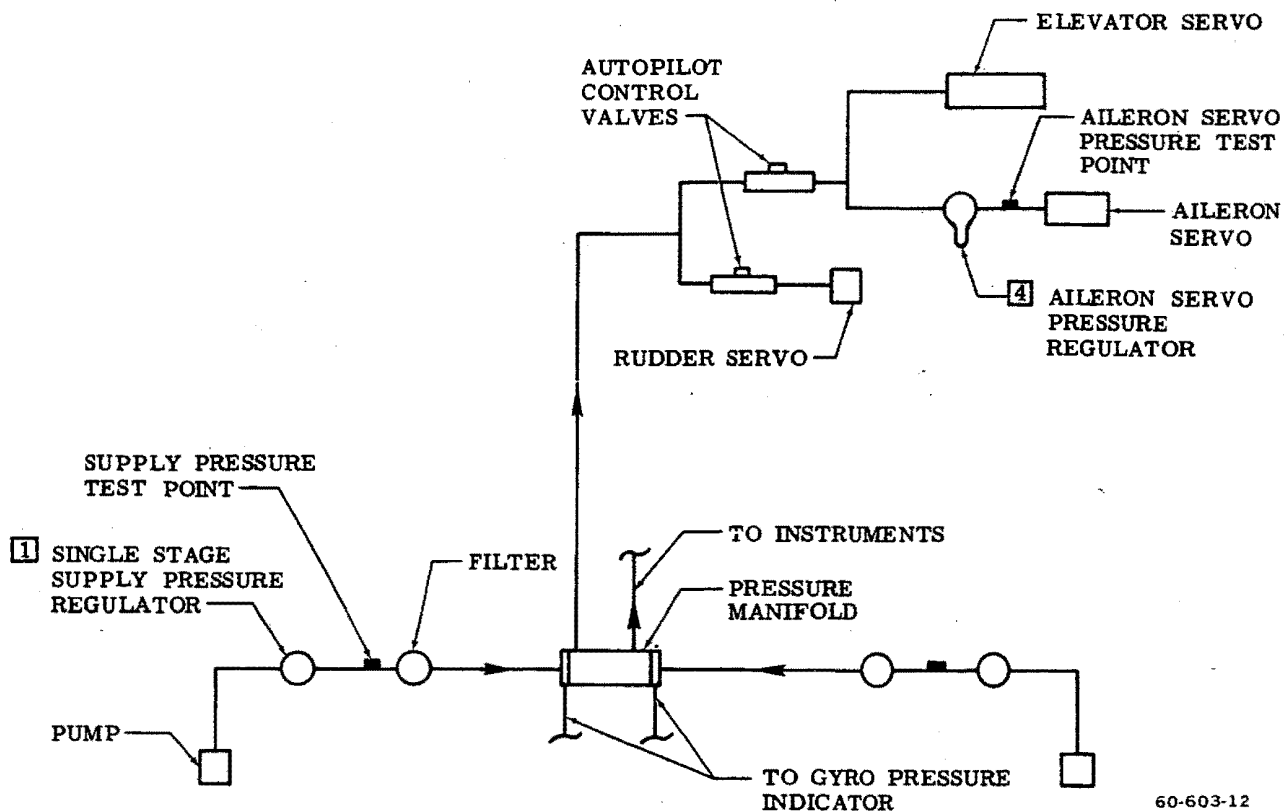 ELEVATOR SERVO
AUTOPILOT
CONTROL
VALVES
AILERON SERVO
PRESSURE TEST
POINT
AILERON
SERVO
4 AILERON SERVO
PRESSURE
REGULATOR
RUDDER SERVO
SUPPLY PRESSURE
TEST POINT
1 SINGLE STAGE
SUPPLY PRESSURE
REGULATOR
FILTER
TO INSTRUMENTS
PRESSURE
MANIFOLD
PUMP
TO GYRO PRESSURE
INDICATOR
60-603-12